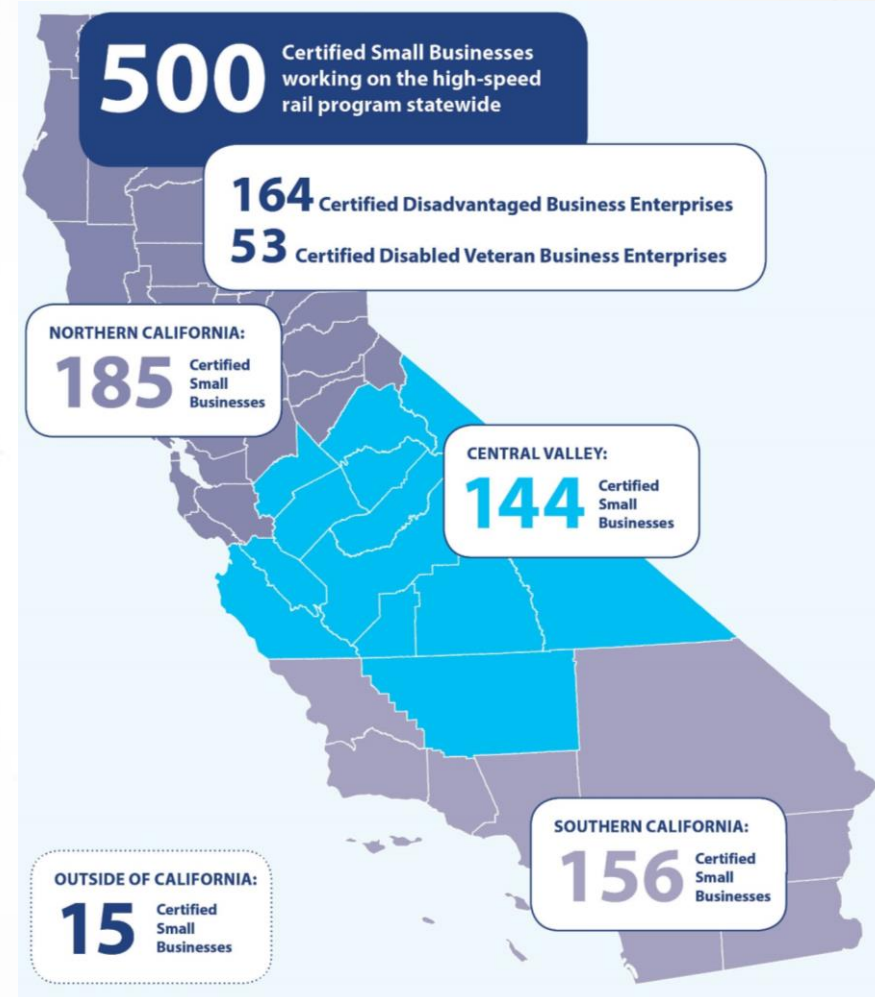 500
Certified Small Businesses
working on the high-speed
rail program statewide
164 Certified Disadvantaged Business Enterprises
53 Certified Disabled Veteran Business Enterprises
NORTHERN CALIFORNIA:
185
Certified
Small
Businesses
CENTRAL VALLEY:
144
Certified
Small
Businesses
SOUTHERN CALIFORNIA:
156
Certified
Small
Businesses
OUTSIDE OF CALIFORNIA:
15
Certified
Small
Businesses